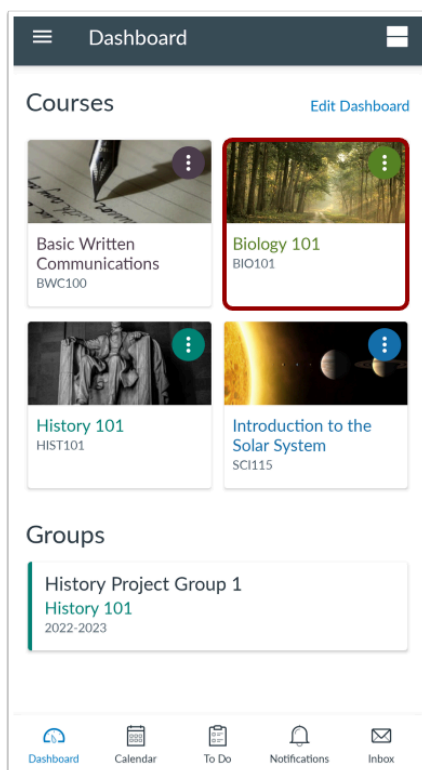 Dashboard
Courses
Edit Dashboard
Basic Written
Communications
BWC100
Biology 101
BIO101
History 101
HIST101
Introduction to the
Solar System
SCI115
Groups
History Project Group 1
History 101
2022-2023
Dashboard
Calendar
To Do
Notifications
Inbox